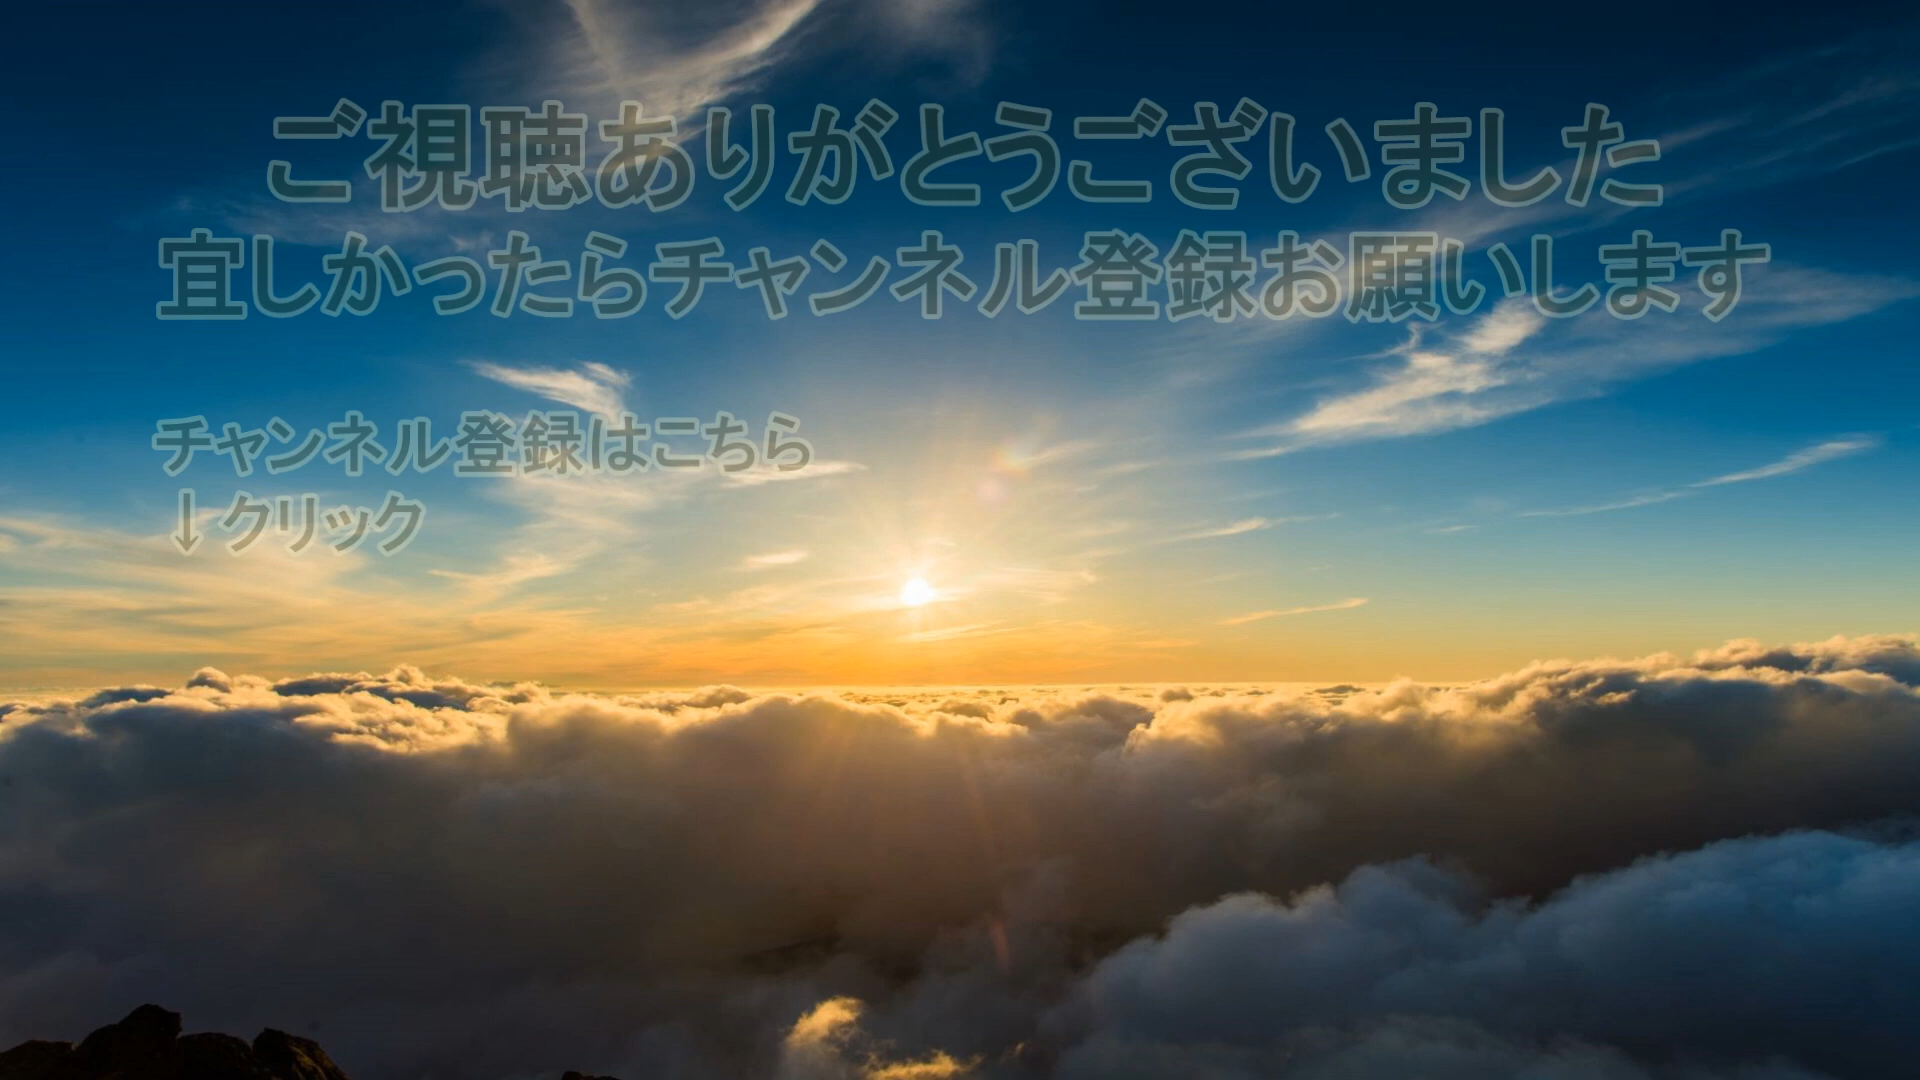 ご視聴ありがとうございました
宜しかったらチャンネル登録お願いします
チャンネル登録はこちら
↓クリック